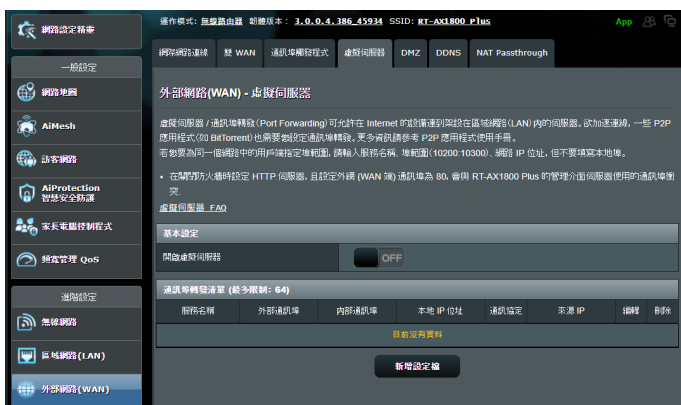 網路設定精靈
一般設定
網路地圖
AiMesh
訪客網路
AiProtection
智慧安全防護
家長電腦控制程式
頻寬管理 QoS
進階設定
無線網路
區域網路(LAN)
外部網路(WAN)
運作模式: 無線路由器 韌體版本: 3.0.0.4.386_45934 SSID: RT-AX1800 Plus
App
網際網路連線 雙 WAN 通訊埠觸發程式 虛擬伺服器 DMZ DDNS NAT Passthrough
外部網路(WAN) - 虛擬伺服器
虛擬伺服器 / 通訊埠轉發(Port Forwarding)可允許在 Internet 的設備連到架設在區域網路(LAN)內的伺服器。欲加速連線，一些 P2P
應用程式(如 BitTorrent)也需要您設定通訊埠轉發。更多資訊請參考 P2P 應用程式使用手冊。
若您要為同一個網路中的用戶端指定埠範圍，請輸入服務名稱、埠範圍(10200:10300)、網路 IP 位址，但不要填寫本地埠。
• 在開啟防火牆時設定 HTTP 伺服器，且設定外網 (WAN 端) 通訊埠為 80，會與 RT-AX1800 Plus 的管理介面伺服器使用的通訊埠衝
突.
虛擬伺服器 FAQ
基本設定
開啟虛擬伺服器 OFF
通訊埠轉發清單 (最多限制: 64)
服務名稱 外部通訊埠 內部通訊埠 本地 IP 位址 通訊協定 來源 IP 編輯 刪除
目前沒有資料
新增設定檔